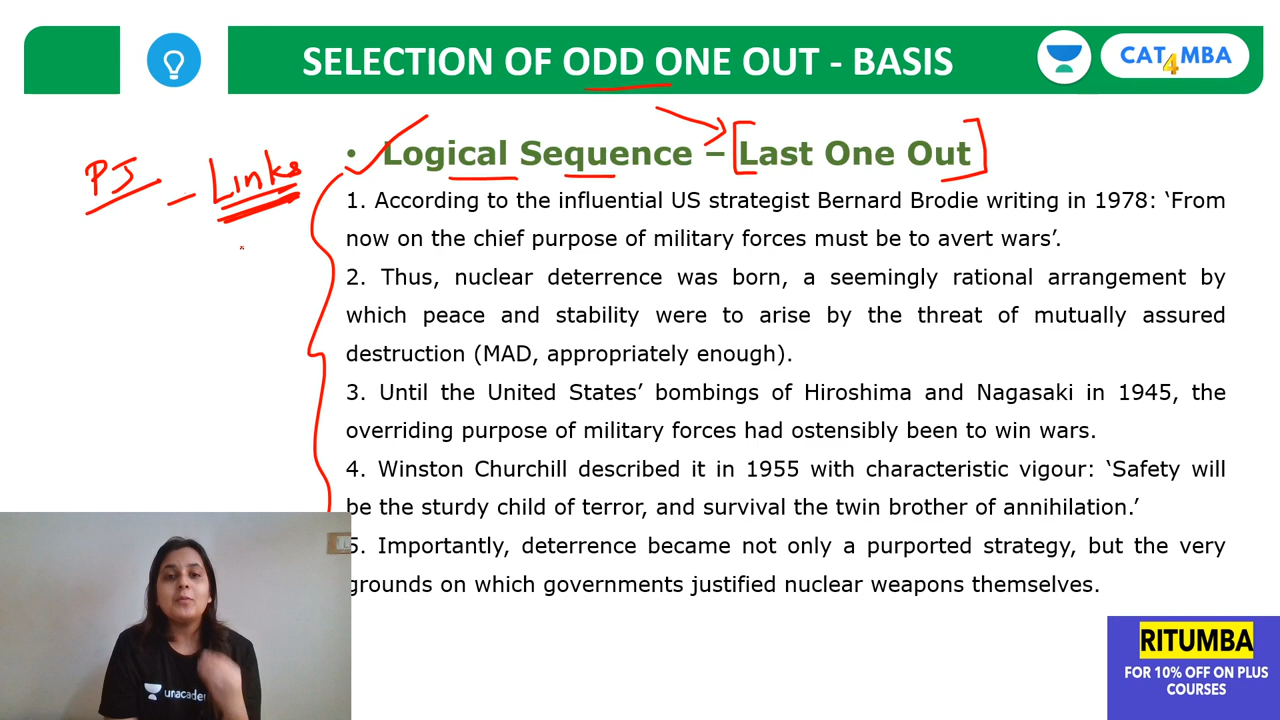 SELECTION OF ODD ONE OUT - BASIS
CAT4MBA
PJ - Links
• Logical Sequence – [Last One Out]
1. According to the influential US strategist Bernard Brodie writing in 1978: ‘From
now on the chief purpose of military forces must be to avert wars’.
2. Thus, nuclear deterrence was born, a seemingly rational arrangement by
which peace and stability were to arise by the threat of mutually assured
destruction (MAD, appropriately enough).
3. Until the United States’ bombings of Hiroshima and Nagasaki in 1945, the
overriding purpose of military forces had ostensibly been to win wars.
4. Winston Churchill described it in 1955 with characteristic vigour: ‘Safety will
be the sturdy child of terror, and survival the twin brother of annihilation.’
5. Importantly, deterrence became not only a purported strategy, but the very
grounds on which governments justified nuclear weapons themselves.
unacade
RITUMBA
FOR 10% OFF ON PLUS
COURSES